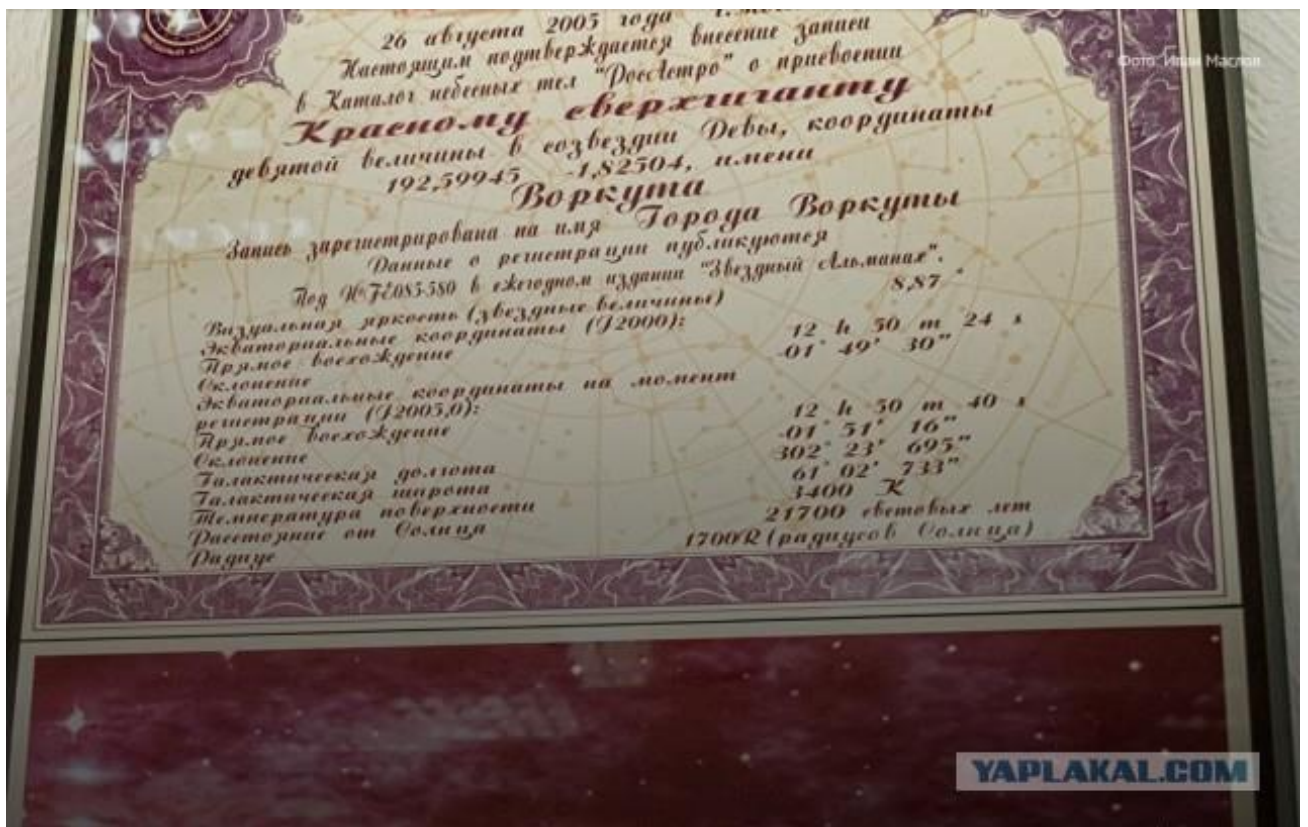 26 августа 2005 года г.
Настоящим подтверждается внесение записи
в Каталог небесных тел "РосАстро" о присвоении
Красному сверхгиганту
девятой величины в созвездии Девы, координаты
192,59945 -1,82504, имени
Воркута
Запись зарегистрирована на имя Города Воркуты
Данные о регистрации публикуются
Под № FE085-580 в ежегодном издании "Звездный Альманах".
Визуальная яркость (звездные величины) 8,87
Экваториальные координаты (J2000):
Прямое восхождение 12 h 50 m 24 s
Склонение -01° 49' 30"
Экваториальные координаты на момент
регистрации (J2005,0):
Прямое восхождение 12 h 50 m 40 s
Склонение -01° 51' 16"
Галактическая долгота 302° 23' 695"
Галактическая широта 61° 02' 733"
Температура поверхности 3400 K
Расстояние от Солнца 21700 световых лет
Радиус 1700R (радиусов Солнца)
Фото: Иван Маслов
YAPLAKAL.COM